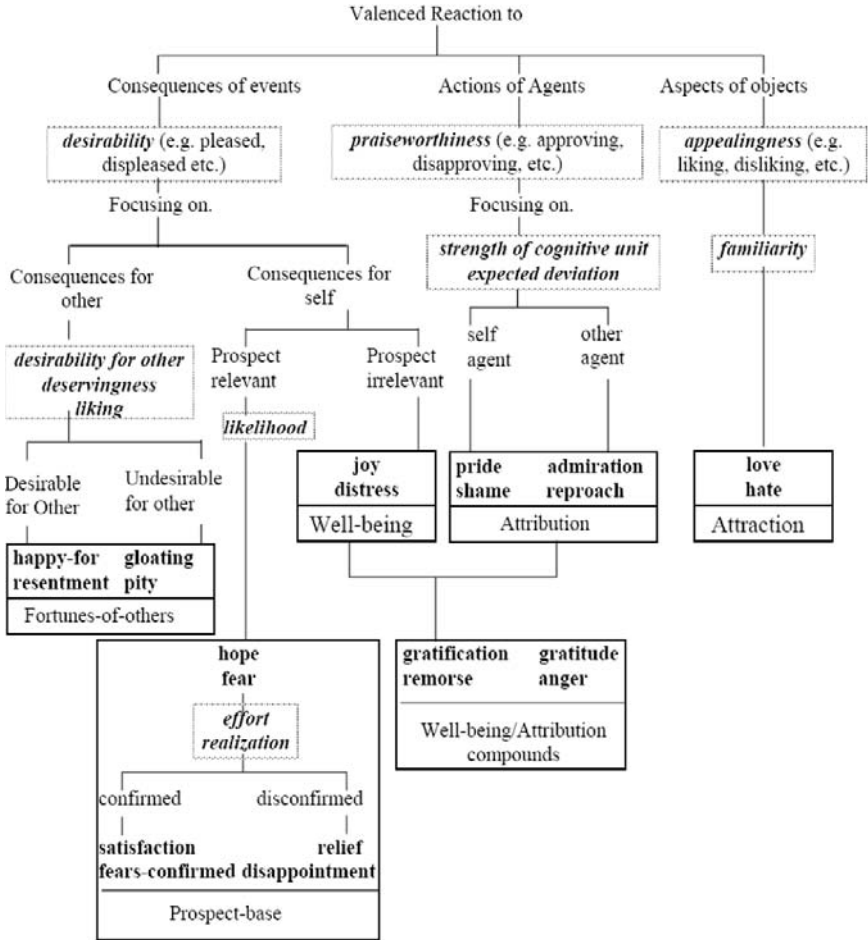 Valenced Reaction to
Consequences of events
Actions of Agents
Aspects of objects
desirability (e.g. pleased,
displeased etc.)
praiseworthiness (e.g. approving,
disapproving, etc.)
appealingness (e.g.
liking, disliking, etc.)
Focusing on.
Focusing on.
strength of cognitive unit
expected deviation
familiarity
Consequences for
other
Consequences for
self
self
agent
other
agent
desirability for other
deservingness
liking
Prospect
relevant
Prospect
irrelevant
likelihood
Desirable
for Other
Undesirable
for other
joy
distress
Well-being
pride admiration
shame reproach
Attribution
love
hate
Attraction
happy-for gloating
resentment pity
Fortunes-of-others
hope
fear
effort
realization
confirmed disconfirmed
satisfaction relief
fears-confirmed disappointment
Prospect-base
gratification gratitude
remorse anger
Well-being/Attribution
compounds